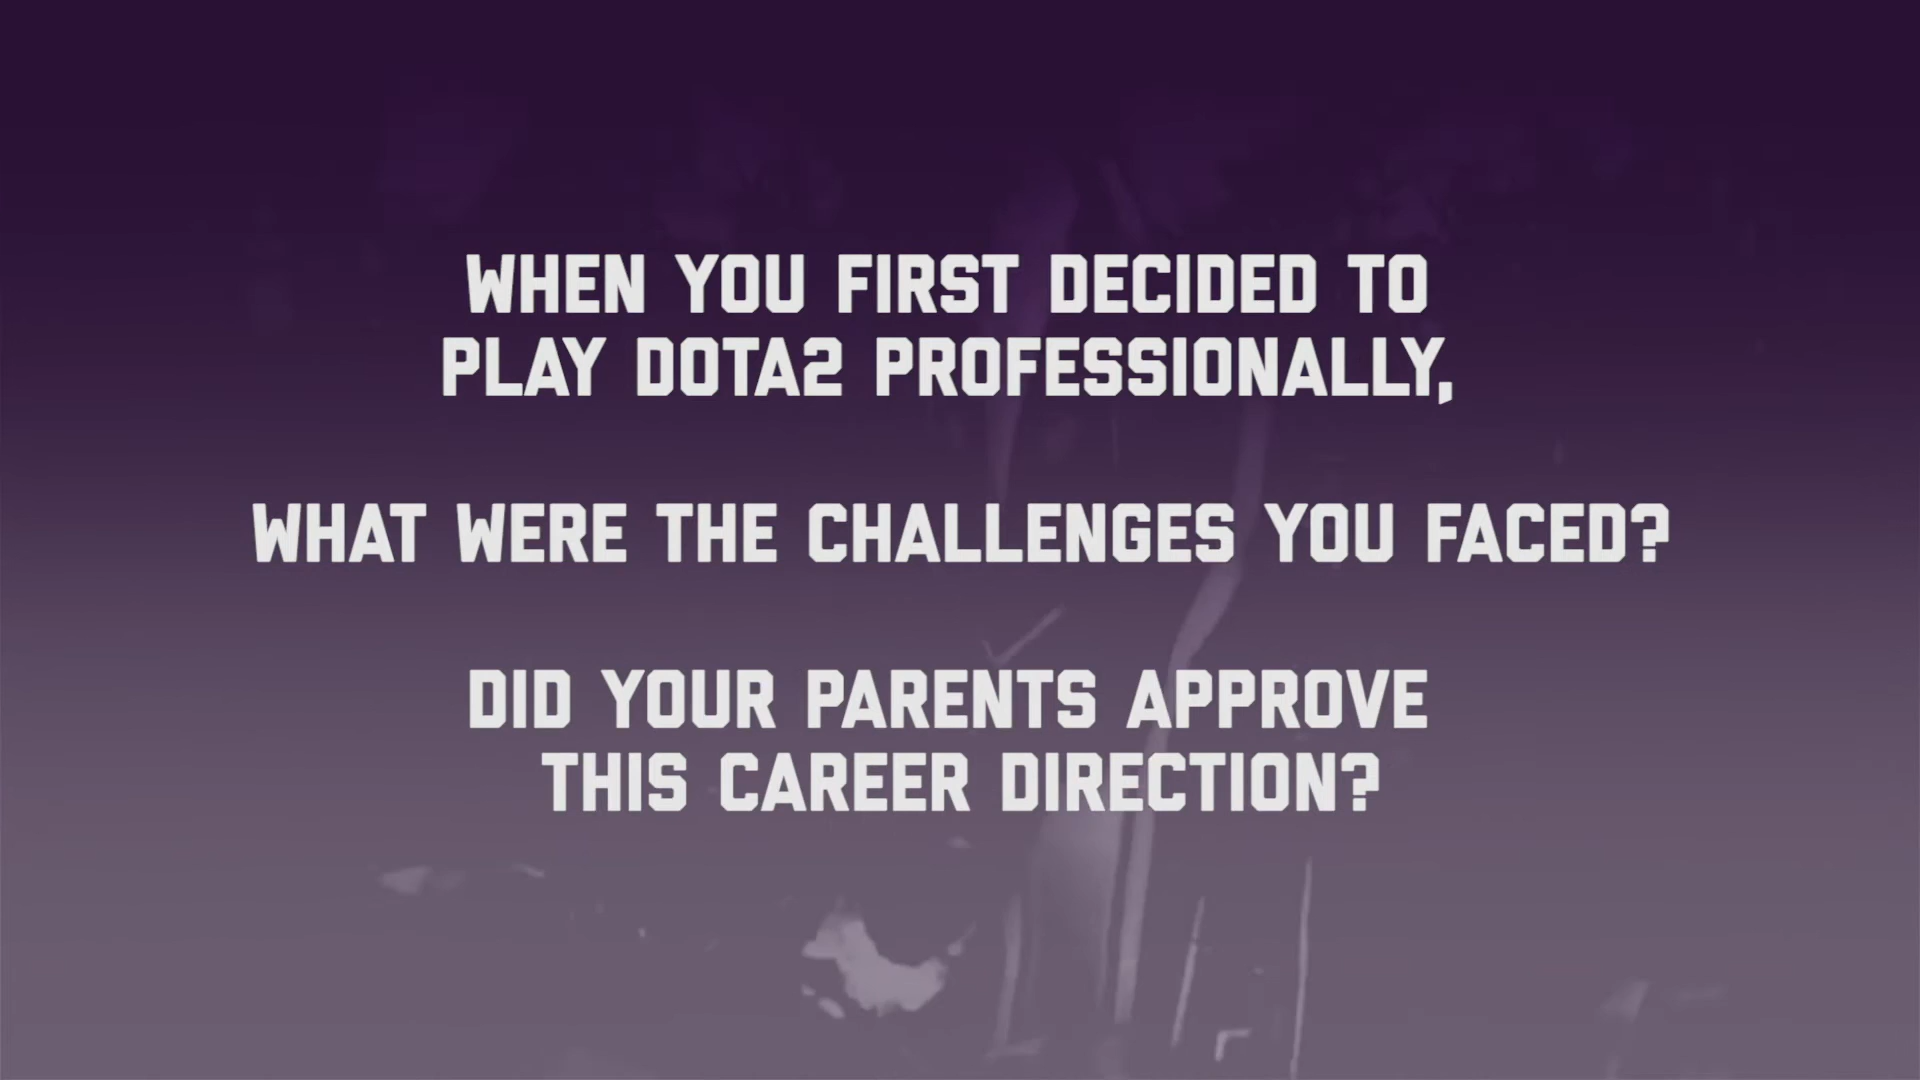 WHEN YOU FIRST DECIDED TO
PLAY DOTA2 PROFESSIONALLY,
WHAT WERE THE CHALLENGES YOU FACED?
DID YOUR PARENTS APPROVE
THIS CAREER DIRECTION?